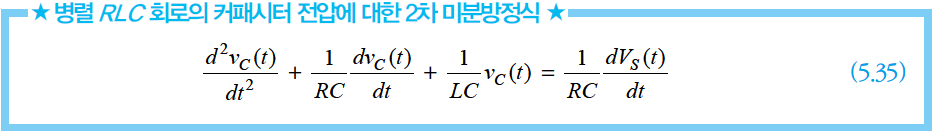 ★ 병렬 RLC 회로의 커패시터 전압에 대한 2차 미분방정식 ★
d²v_C(t)/dt² + 1/RC dv_C(t)/dt + 1/LC v_C(t) = 1/RC dV_S(t)/dt (5.35)